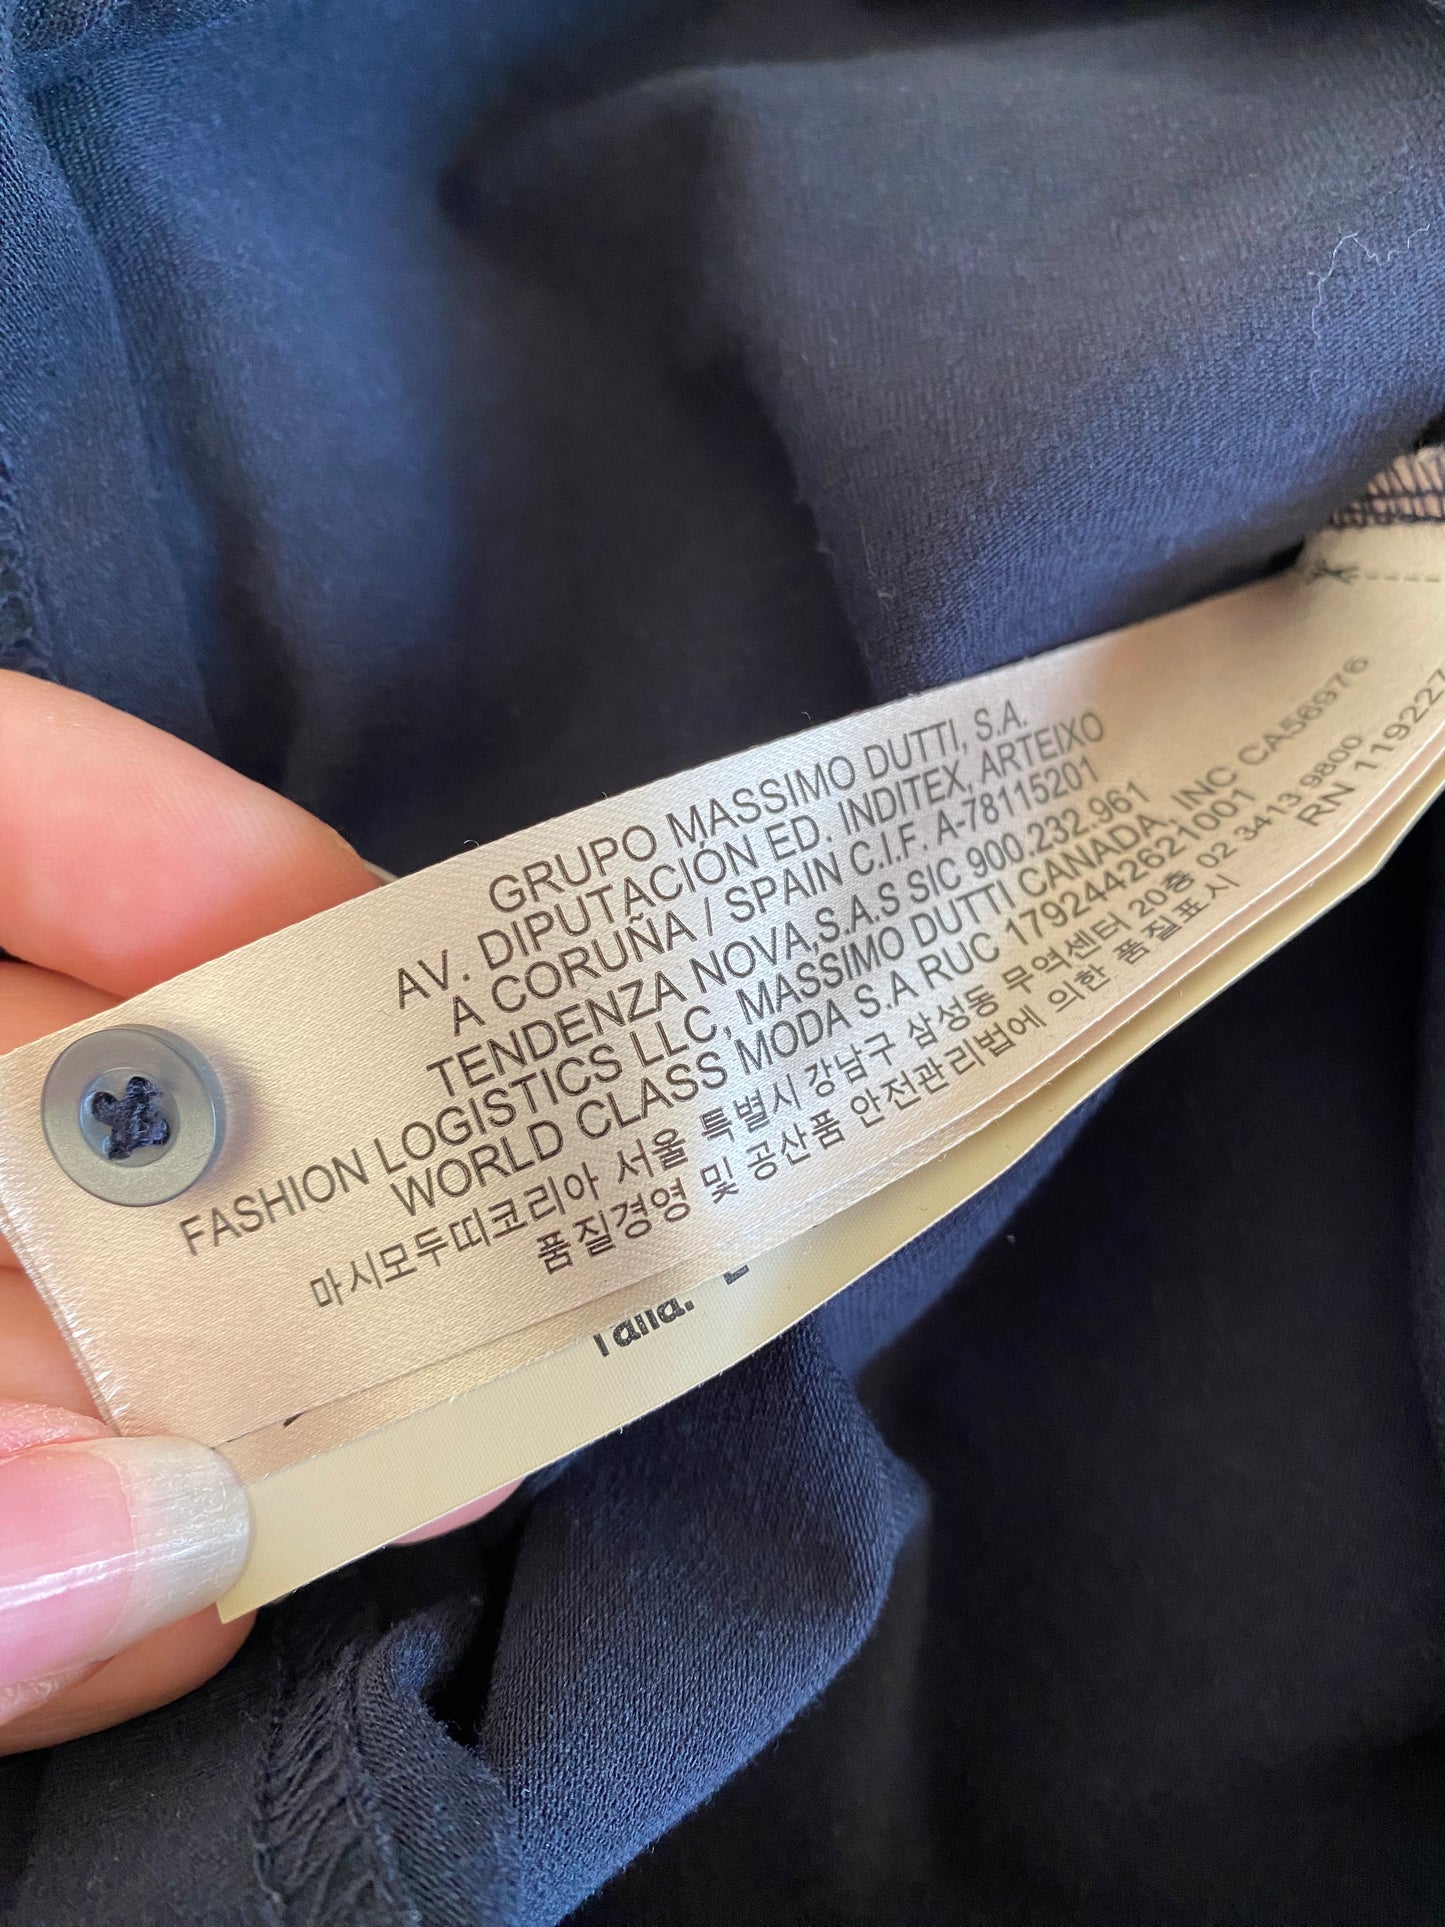 GRUPO MASSIMO DUTTI, S.A.
AV. DIPUTACIÓN ED. INDITEX, ARTEIXO
A CORUÑA / SPAIN C.I.F. A-78115201
TENDENZA NOVA,S.A.S SIC 900.232.961
FASHION LOGISTICS LLC, MASSIMO DUTTI CANADA, INC CA56976
WORLD CLASS MODA S.A RUC 1792442621001
마시모두띠코리아 서울 특별시 강남구 삼성동 무역센터 20층 02 3413 9800
품질경영 및 공산품 안전관리법에 의한 품질표시
RN 119227
Talla.